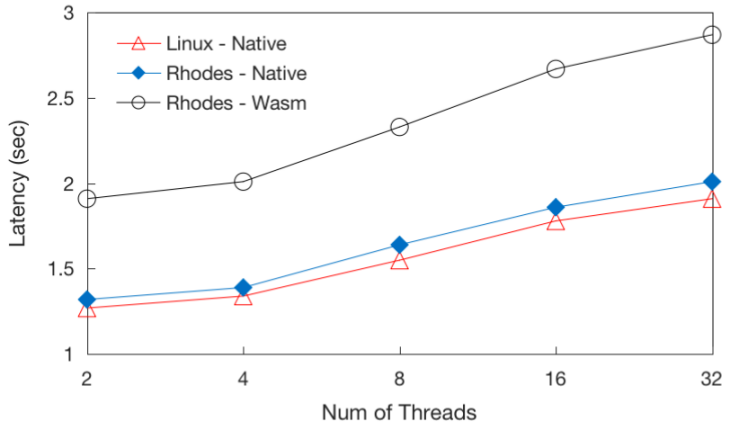 3
2.5
2
1.5
1
Latency (sec)
Linux - Native
Rhodes - Native
Rhodes - Wasm
2 4 8 16 32
Num of Threads